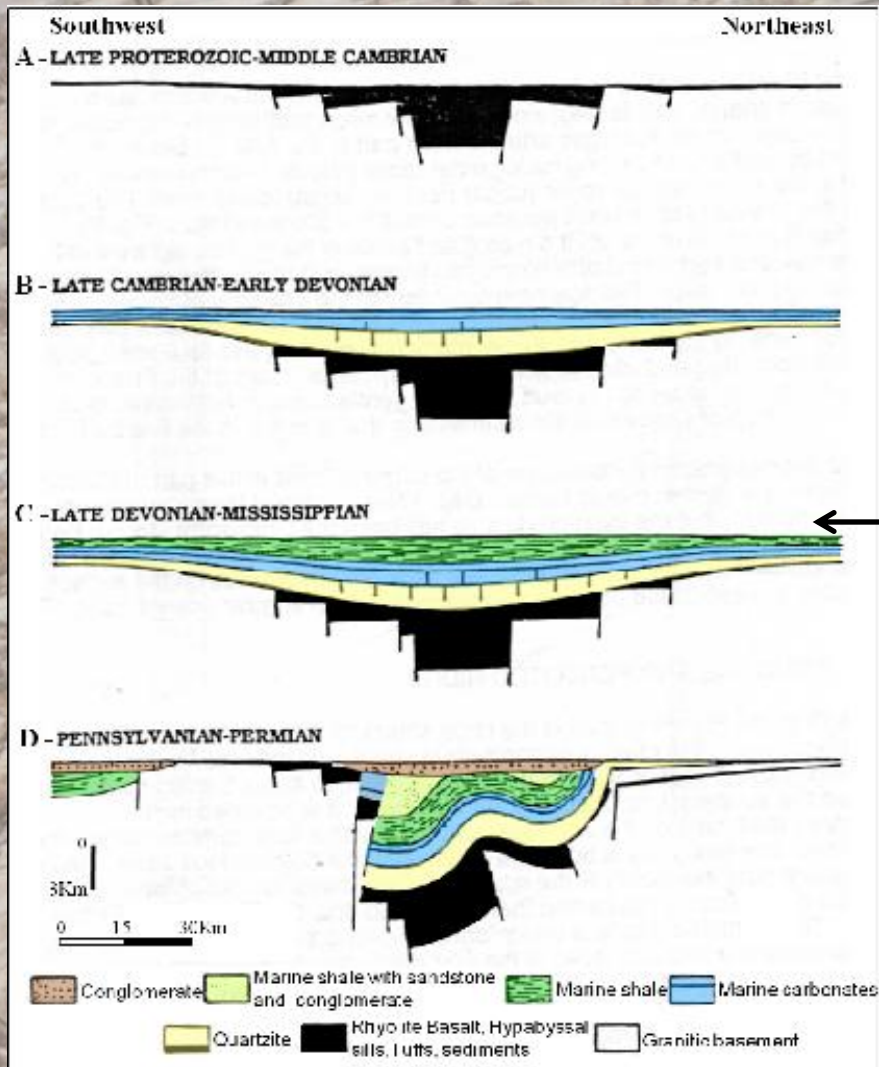 Southwest Northeast
A - LATE PROTEROZOIC-MIDDLE CAMBRIAN
B - LATE CAMBRIAN-EARLY DEVONIAN
C - LATE DEVONIAN-MISSISSIPPIAN
D - PENNSYLVANIAN-PERMIAN
0
3Km
0 15 30Km
Conglomerate Marine shale with sandstone and conglomerate Marine shale Marine carbonates
Quartzite Rhyolite Basalt, Hypabyssal sills, Tuffs, sediments Granitic basement